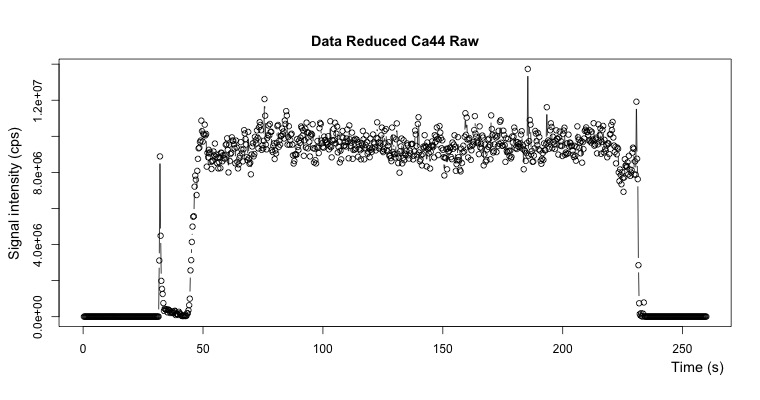 Data Reduced Ca44 Raw
Signal intensity (cps)
1.2e+07
8.0e+06
4.0e+06
0.0e+00
0 50 100 150 200 250
Time (s)